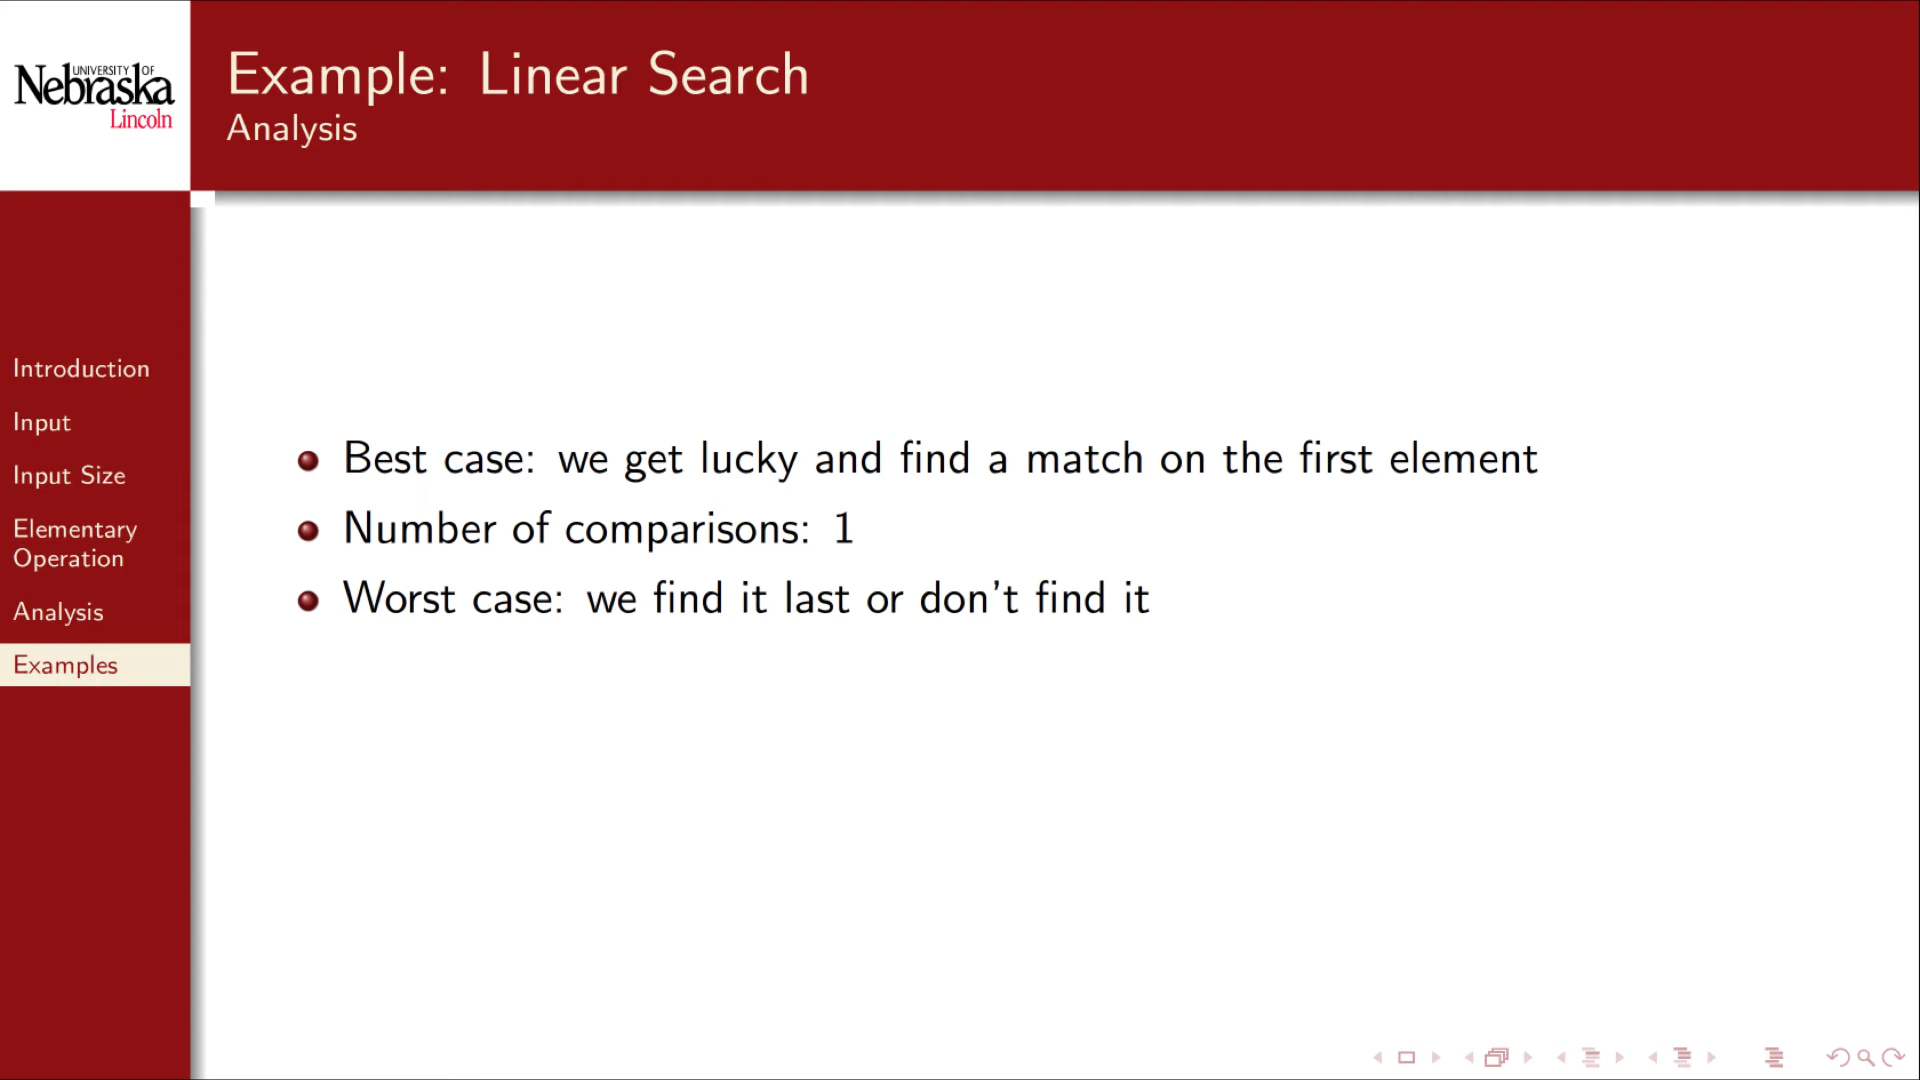 UNIVERSITY OF
Nebraska
Lincoln
Example: Linear Search
Analysis
Introduction
Input
Input Size
Elementary
Operation
Analysis
Examples
Best case: we get lucky and find a match on the first element
Number of comparisons: 1
Worst case: we find it last or don't find it